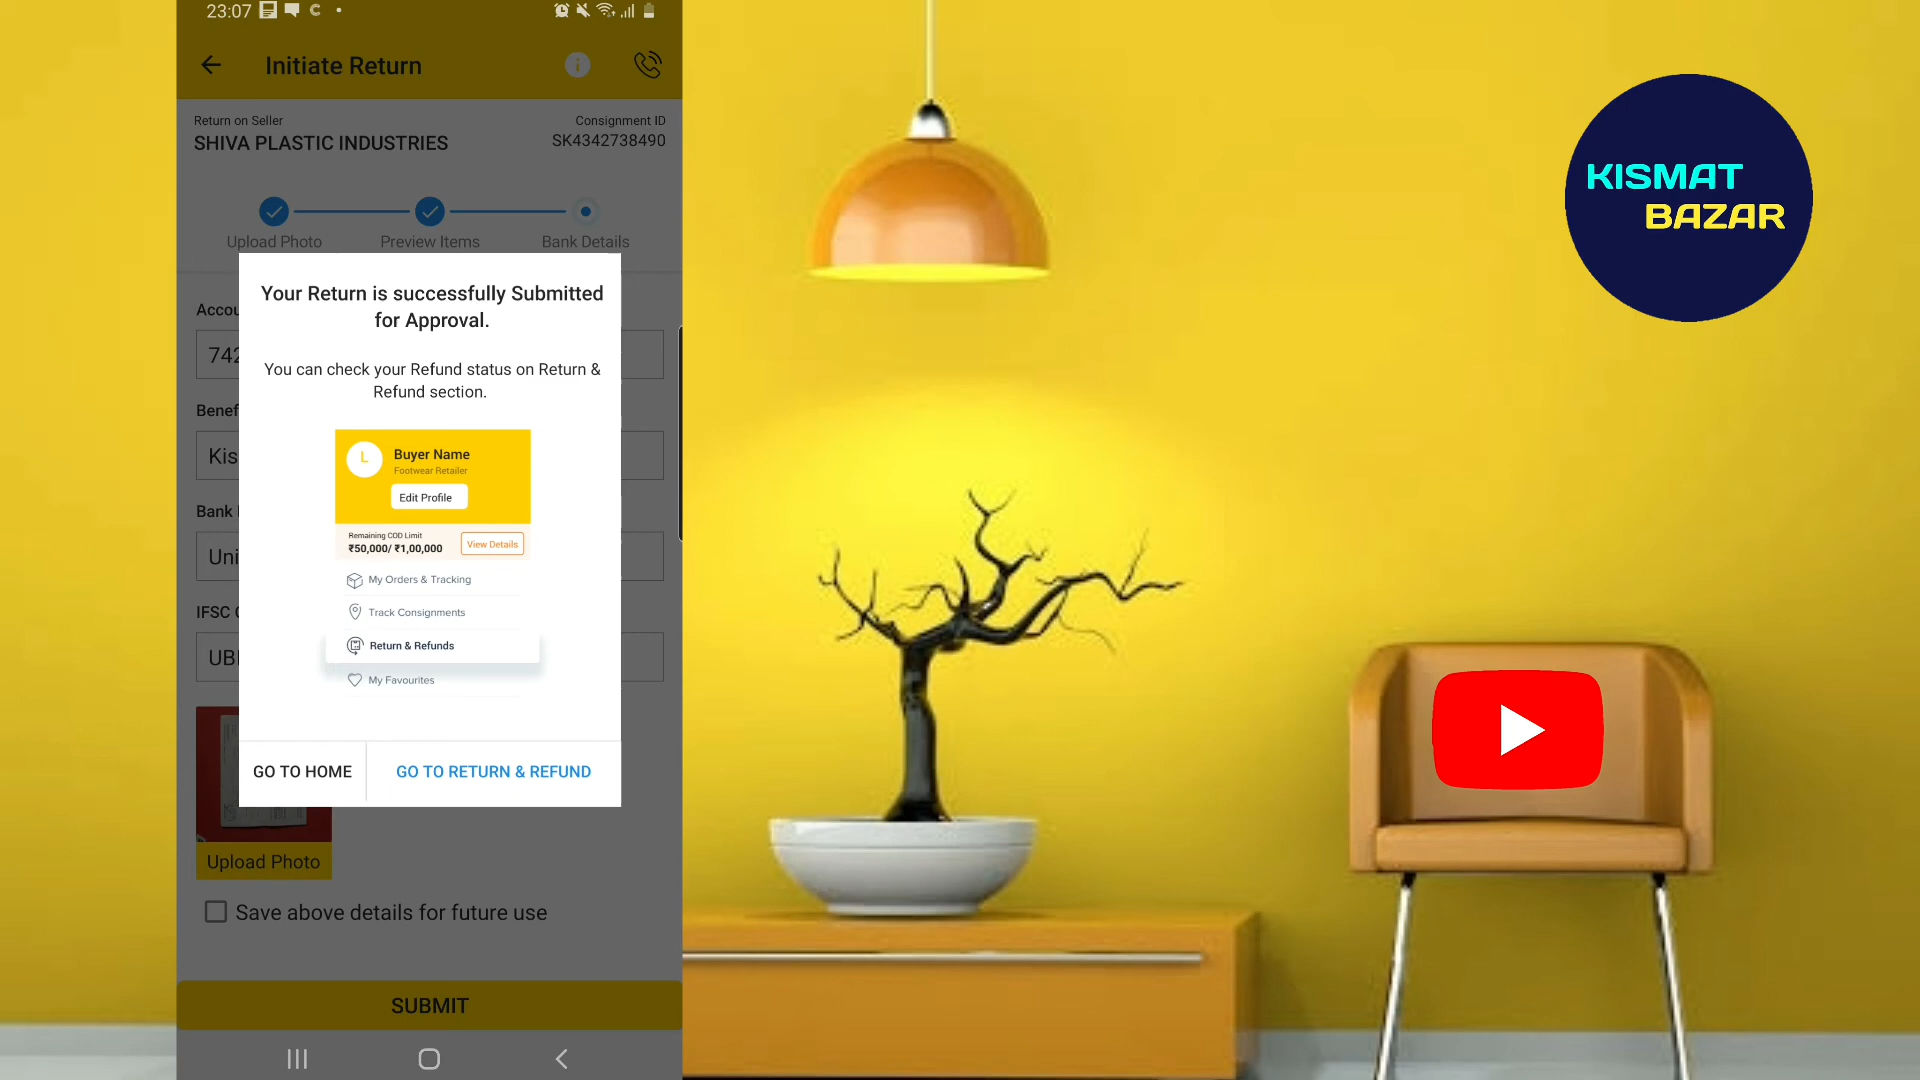 23:07
Initiate Return
Return on Seller
Consignment ID
SHIVA PLASTIC INDUSTRIES
SK4342738490
Upload Photo
Preview Items
Bank Details
Your Return is successfully Submitted
for Approval.
You can check your Refund status on Return &
Refund section.
L
Buyer Name
Footwear Retailer
Edit Profile
Remaining COD Limit
₹50,000/ ₹1,00,000
View Details
My Orders & Tracking
Track Consignments
Return & Refunds
My Favourites
GO TO HOME
GO TO RETURN & REFUND
Upload Photo
Save above details for future use
SUBMIT
KISMAT
BAZAR